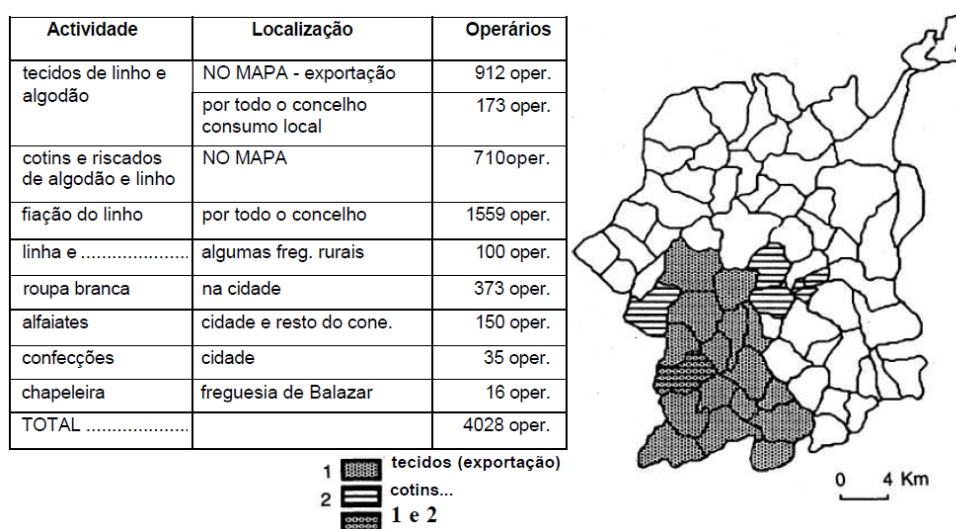 Actividade Localização Operários
tecidos de linho e NO MAPA - exportação 912 oper.
algodão por todo o concelho 173 oper.
consumo local
cotins e riscados NO MAPA 710oper.
de algodão e linho
fiação do linho por todo o concelho 1559 oper.
linha e ..................... algumas freg. rurais 100 oper.
roupa branca na cidade 373 oper.
alfaiates cidade e resto do cone. 150 oper.
confecções cidade 35 oper.
chapeleira freguesia de Balazar 16 oper.
TOTAL .................... 4028 oper.
1 tecidos (exportação)
2 cotins...
1 e 2
0 4 Km